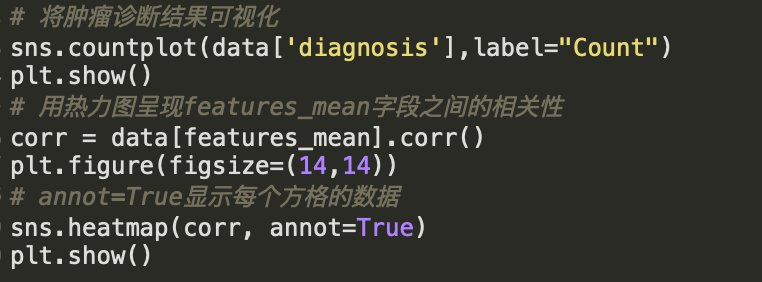 # 将肿瘤诊断结果可视化
sns.countplot(data['diagnosis'],label="Count")
plt.show()
# 用热力图呈现features_mean字段之间的相关性
corr = data[features_mean].corr()
plt.figure(figsize=(14,14))
# annot=True显示每个方格的数据
sns.heatmap(corr, annot=True)
plt.show()